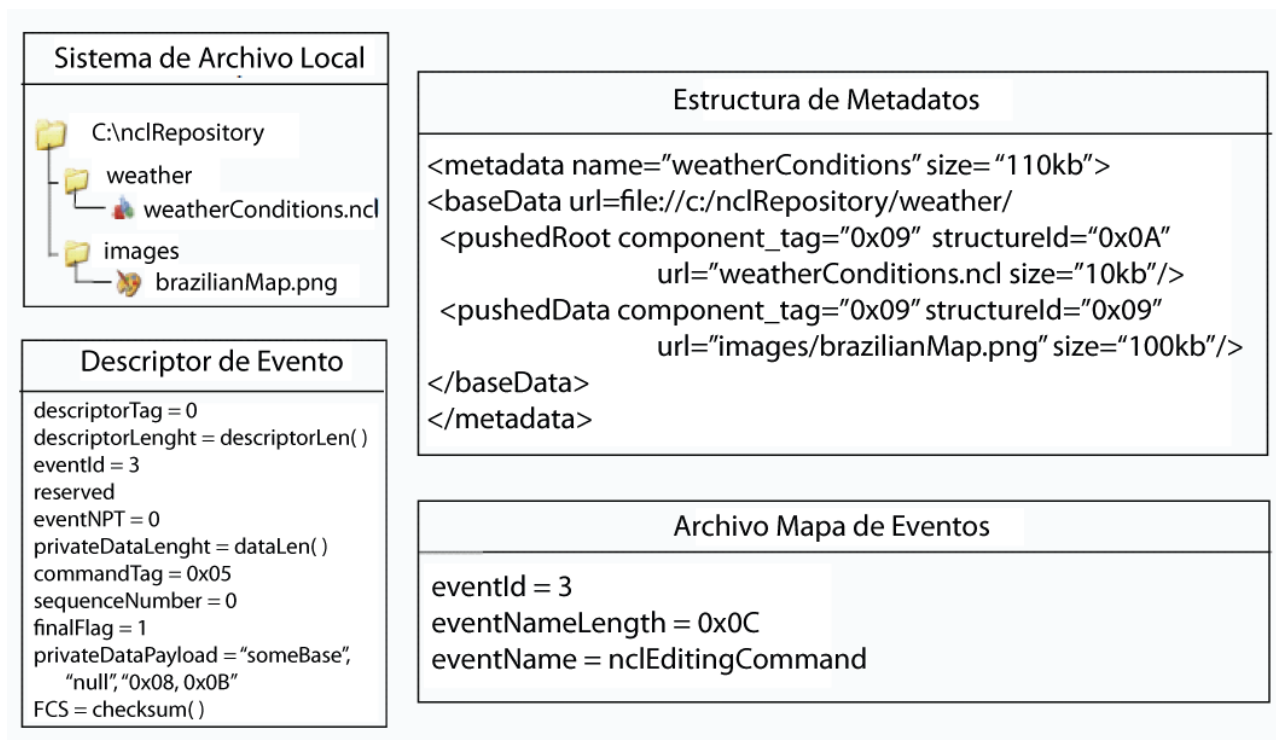 Sistema de Archivo Local
C:\nclRepository
weather
weatherConditions.ncl
images
brazilianMap.png
Descriptor de Evento
descriptorTag = 0
descriptorLenght = descriptorLen( )
eventId = 3
reserved
eventNPT = 0
privateDataLenght = dataLen( )
commandTag = 0x05
sequenceNumber = 0
finalFlag = 1
privateDataPayload = “someBase”,
“null”, “0x08, 0x0B”
FCS = checksum( )
Estructura de Metadatos
<metadata name=”weatherConditions” size= “110kb”>
<baseData url=file://c:/nclRepository/weather/
<pushedRoot component_tag=”0x09” structureId=“0x0A”
url=”weatherConditions.ncl size=”10kb”/>
<pushedData component_tag=”0x09” structureId=”0x09”
url=”images/brazilianMap.png” size=“100kb”/>
</baseData>
</metadata>
Archivo Mapa de Eventos
eventId = 3
eventNameLength = 0x0C
eventName = nclEditingCommand